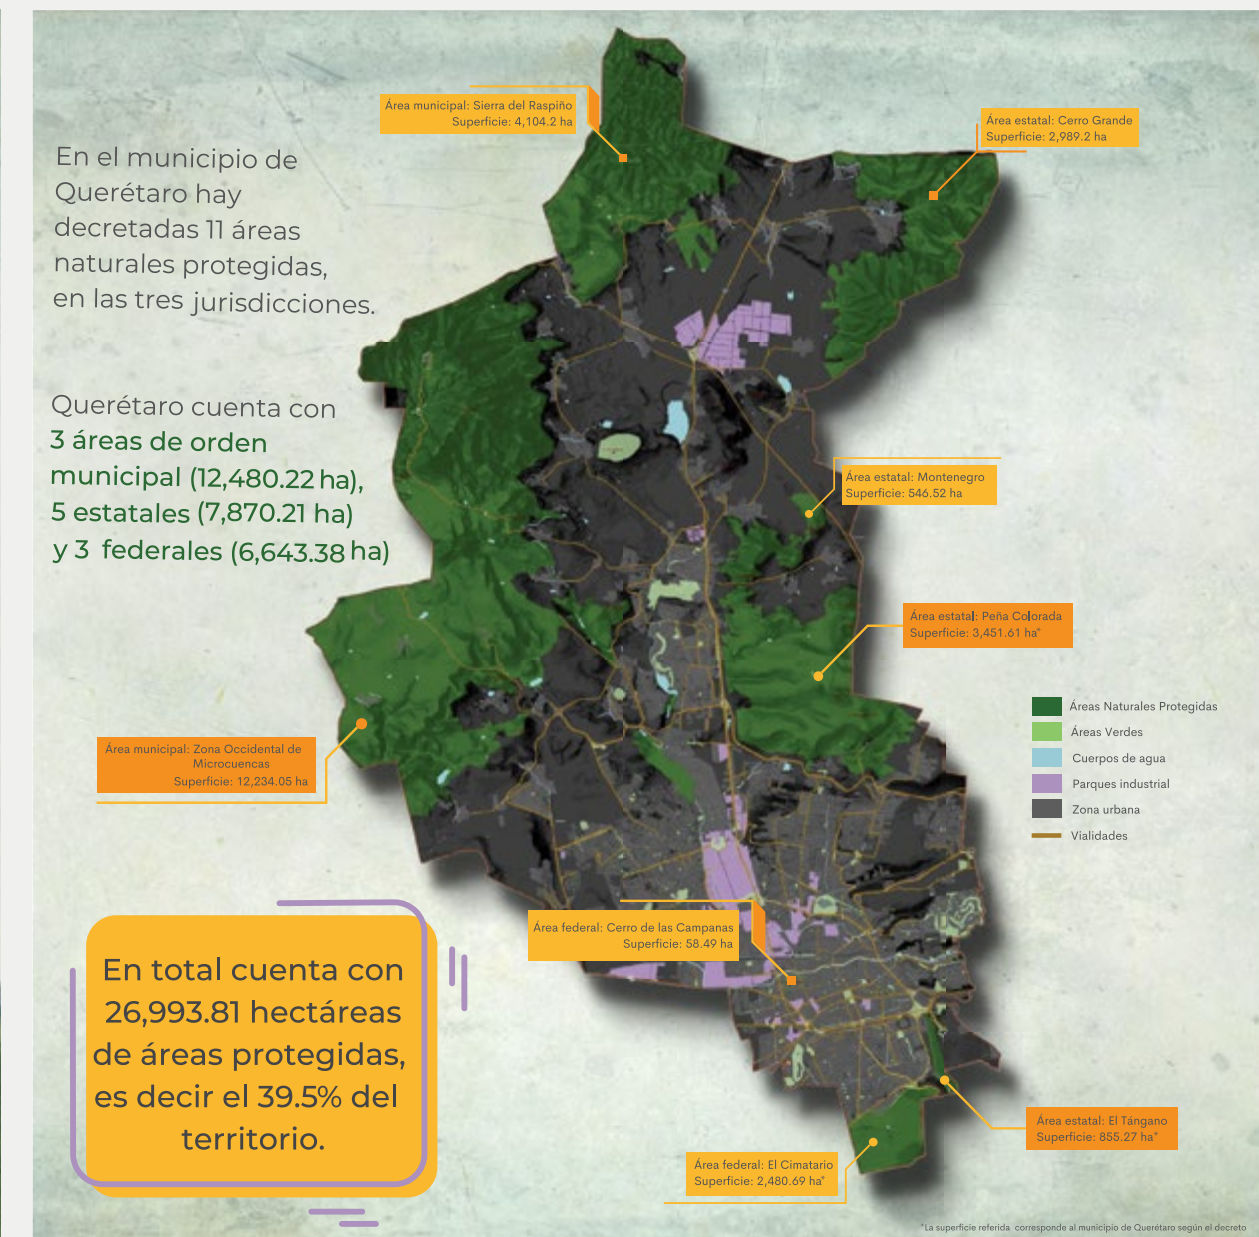 En el municipio de
Querétaro hay
decretadas 11 áreas
naturales protegidas,
en las tres jurisdicciones.
Querétaro cuenta con
3 áreas de orden
municipal (12,480.22 ha),
5 estatales (7,870.21 ha)
y 3 federales (6,643.38 ha)
Área municipal: Sierra del Raspiño
Superficie: 4,104.2 ha
Área estatal: Cerro Grande
Superficie: 2,989.2 ha
Área estatal: Montenegro
Superficie: 546.52 ha
Área estatal: Peña Colorada
Superficie: 3,451.61 ha*
Áreas Naturales Protegidas
Áreas Verdes
Cuerpos de agua
Parques industrial
Zona urbana
Vialidades
Área municipal: Zona Occidental de
Microcuencas
Superficie: 12,234.05 ha
Área federal: Cerro de las Campanas
Superficie: 58.49 ha
En total cuenta con
26,993.81 hectáreas
de áreas protegidas,
es decir el 39.5% del
territorio.
Área estatal: El Tángano
Superficie: 855.27 ha*
Área federal: El Cimatario
Superficie: 2,480.69 ha*
*La superficie referida corresponde al municipio de Querétaro según el decreto